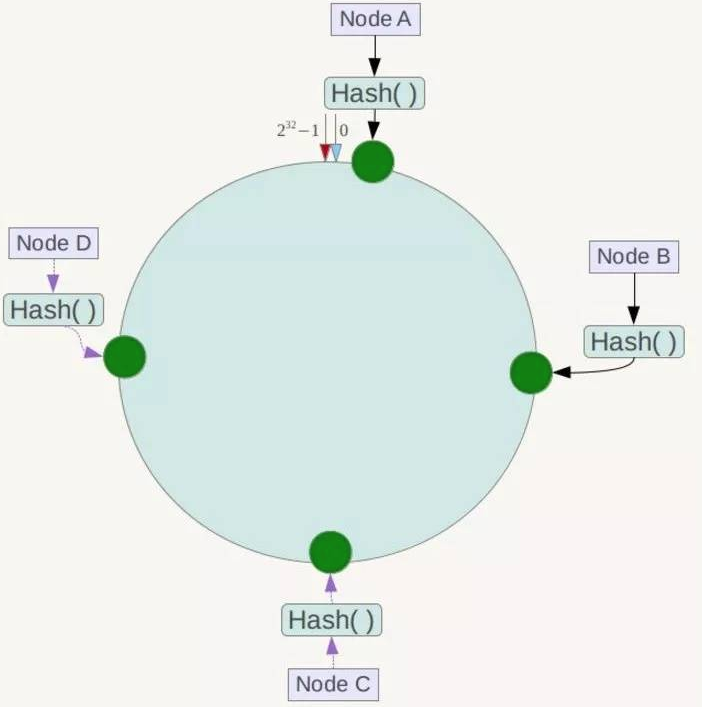 Node A
Hash( )
2³²−1 0
Node D
Hash( )
Node B
Hash( )
Hash( )
Node C